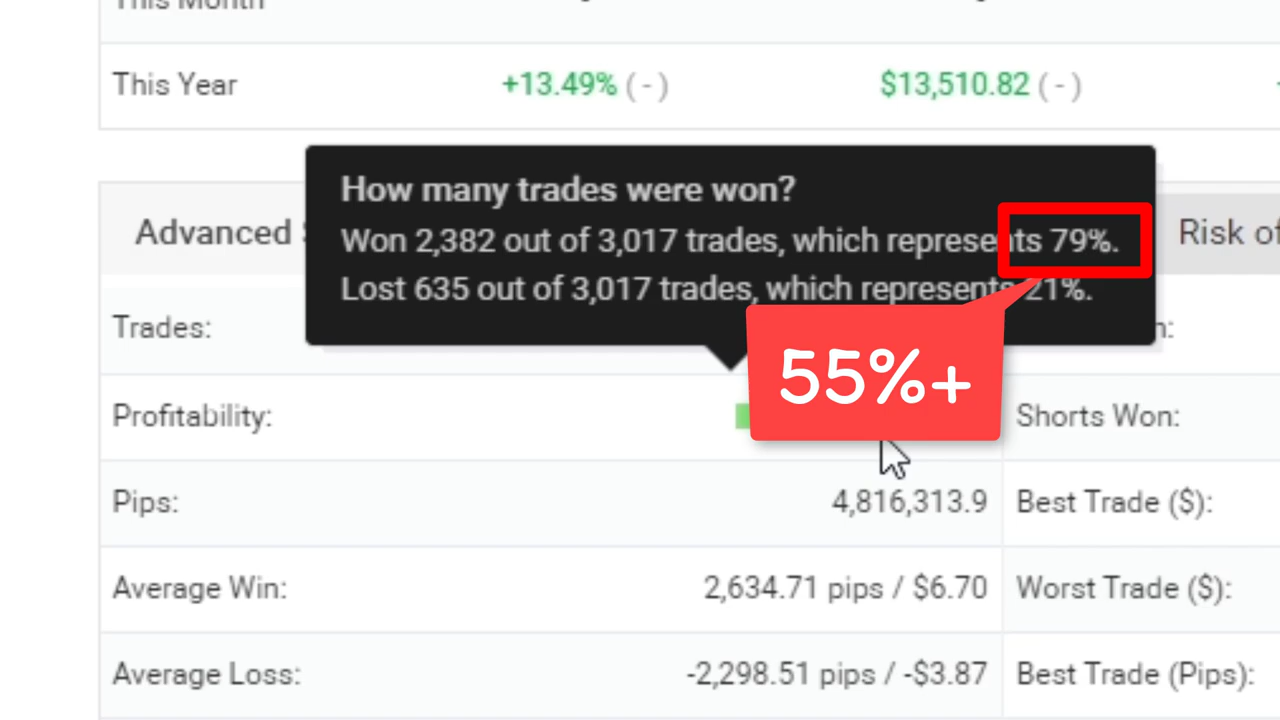 This Month
This Year +13.49% ( - ) $13,510.82 ( - )
How many trades were won?
Won 2,382 out of 3,017 trades, which represents 79%.
Lost 635 out of 3,017 trades, which represents 21%.
Advanced Risk of
Trades:
55%+
Profitability: Shorts Won:
Pips: 4,816,313.9 Best Trade ($):
Average Win: 2,634.71 pips / $6.70 Worst Trade ($):
Average Loss: -2,298.51 pips / -$3.87 Best Trade (Pips):